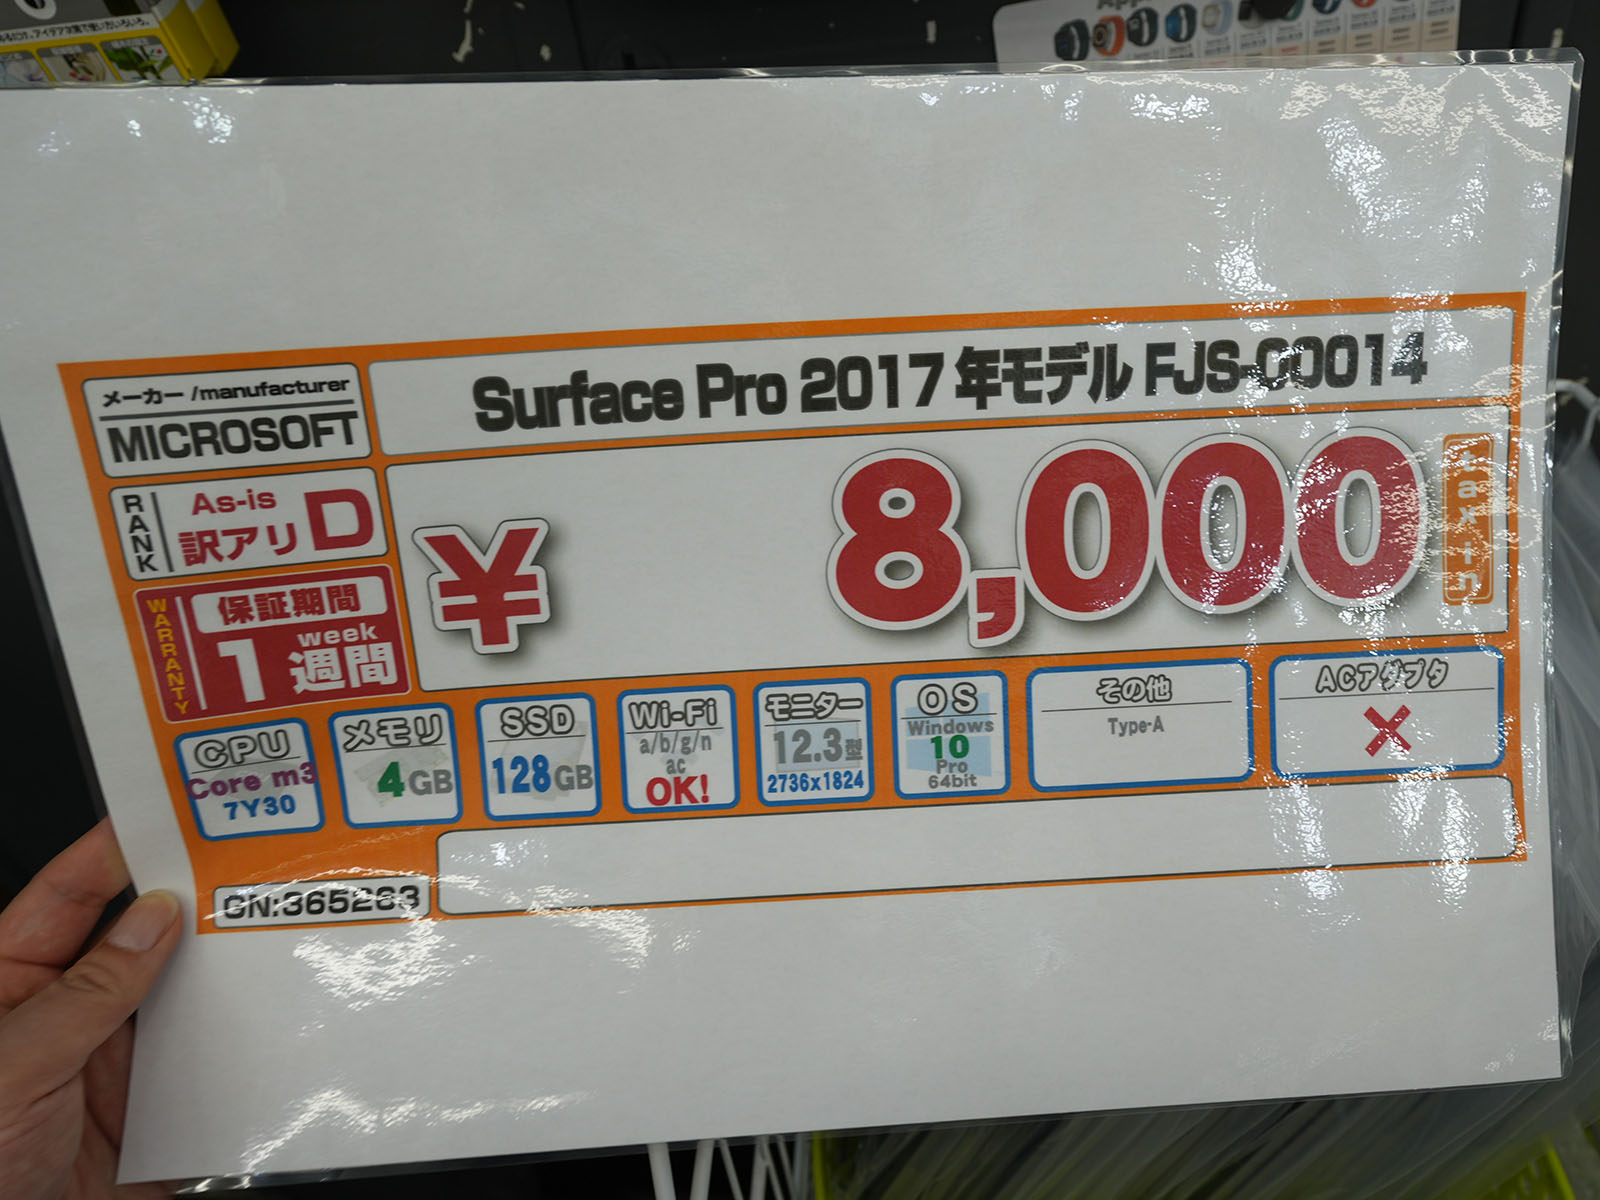 メーカー/manufacturer
MICROSOFT
Surface Pro 2017年モデル FJS-00014
RANK
As-is
訳アリ D
¥ 8,000
tax-in
WARRANTY
保証期間
1 week 週間
CPU
Core m3
7Y30
メモリ
4GB
SSD
128GB
Wi-Fi
a/b/g/n
ac
OK!
モニター
12.3型
2736x1824
OS
Windows
10
Pro
64bit
その他
Type-A
ACアダプタ
×
GN:365263